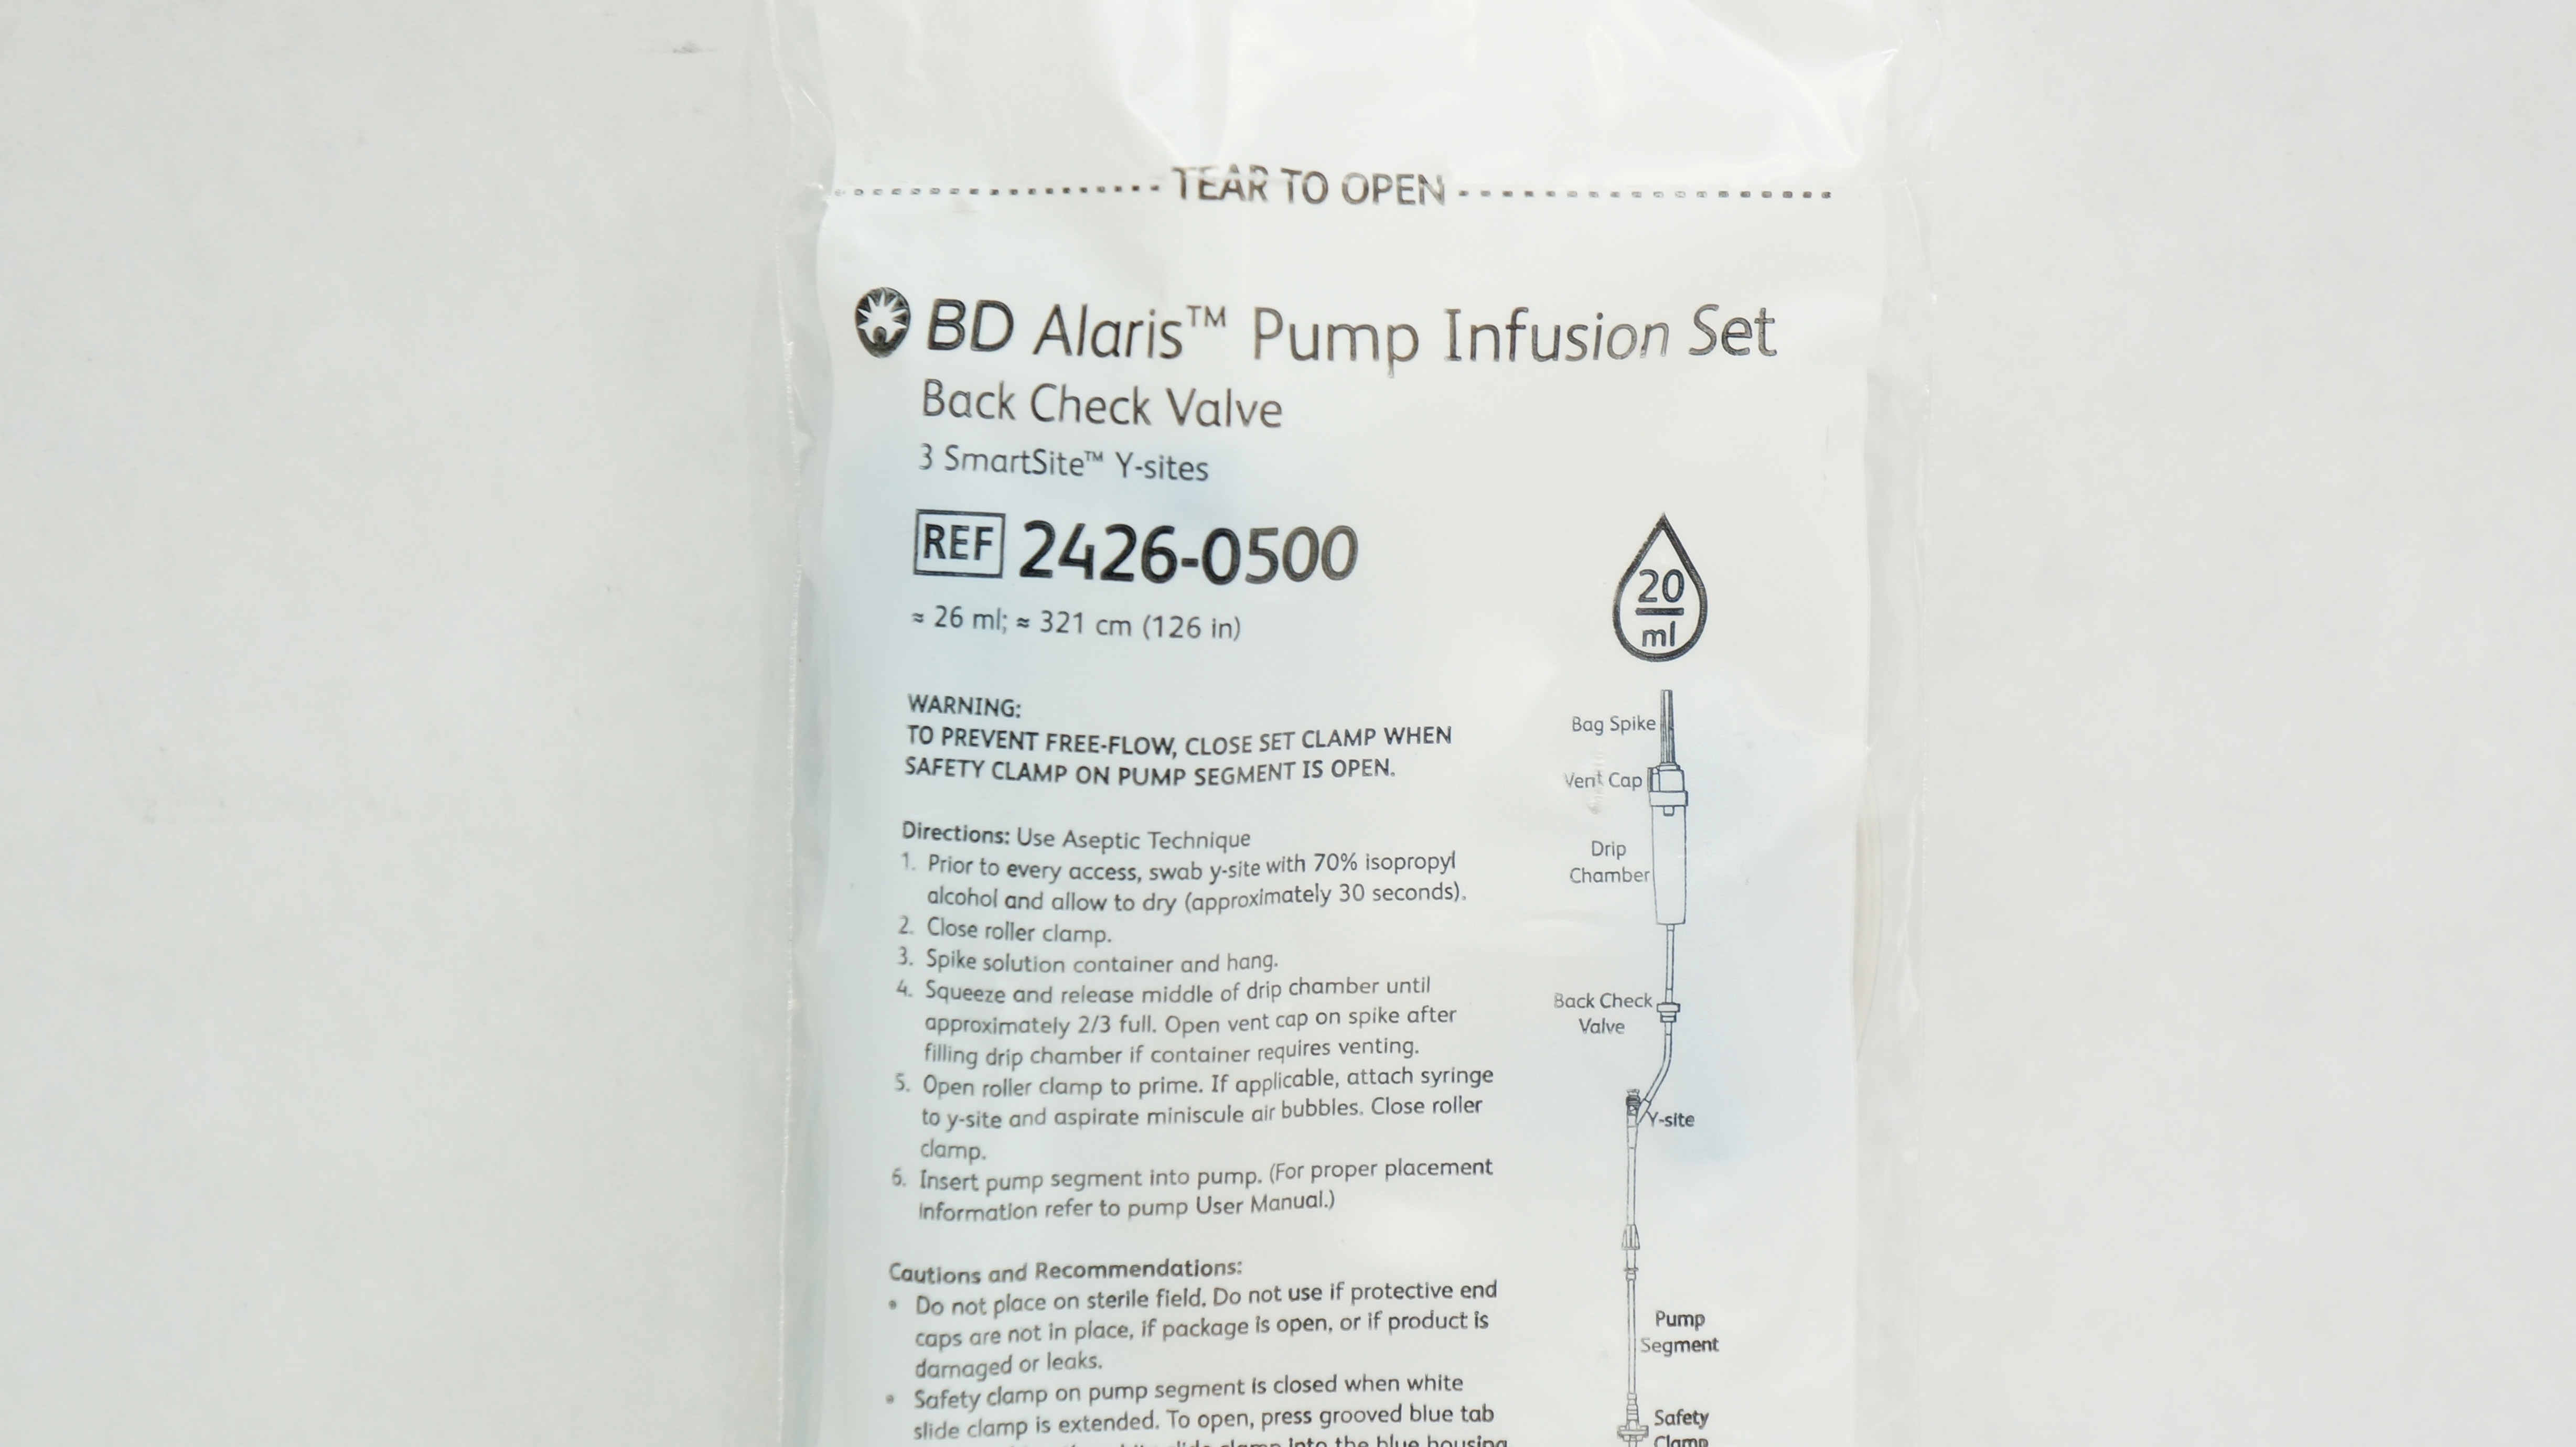 TEAR TO OPEN
BD Alaris™ Pump Infusion Set
Back Check Valve
3 SmartSite™ Y-sites
REF 2426-0500
≈ 26 ml; ≈ 321 cm (126 in)
20
ml
WARNING:
TO PREVENT FREE-FLOW, CLOSE SET CLAMP WHEN
SAFETY CLAMP ON PUMP SEGMENT IS OPEN.
Directions: Use Aseptic Technique
1. Prior to every access, swab y-site with 70% isopropyl
alcohol and allow to dry (approximately 30 seconds).
2. Close roller clamp.
3. Spike solution container and hang.
4. Squeeze and release middle of drip chamber until
approximately 2/3 full. Open vent cap on spike after
filling drip chamber if container requires venting.
5. Open roller clamp to prime. If applicable, attach syringe
to y-site and aspirate miniscule air bubbles. Close roller
clamp.
6. Insert pump segment into pump. (For proper placement
information refer to pump User Manual.)
Cautions and Recommendations:
• Do not place on sterile field. Do not use if protective end
caps are not in place, if package is open, or if product is
damaged or leaks.
• Safety clamp on pump segment is closed when white
slide clamp is extended. To open, press grooved blue tab
slide clamp into the blue housing
Bag Spike
Vent Cap
Drip
Chamber
Back Check
Valve
Y-site
Pump
Segment
Safety
Clamp